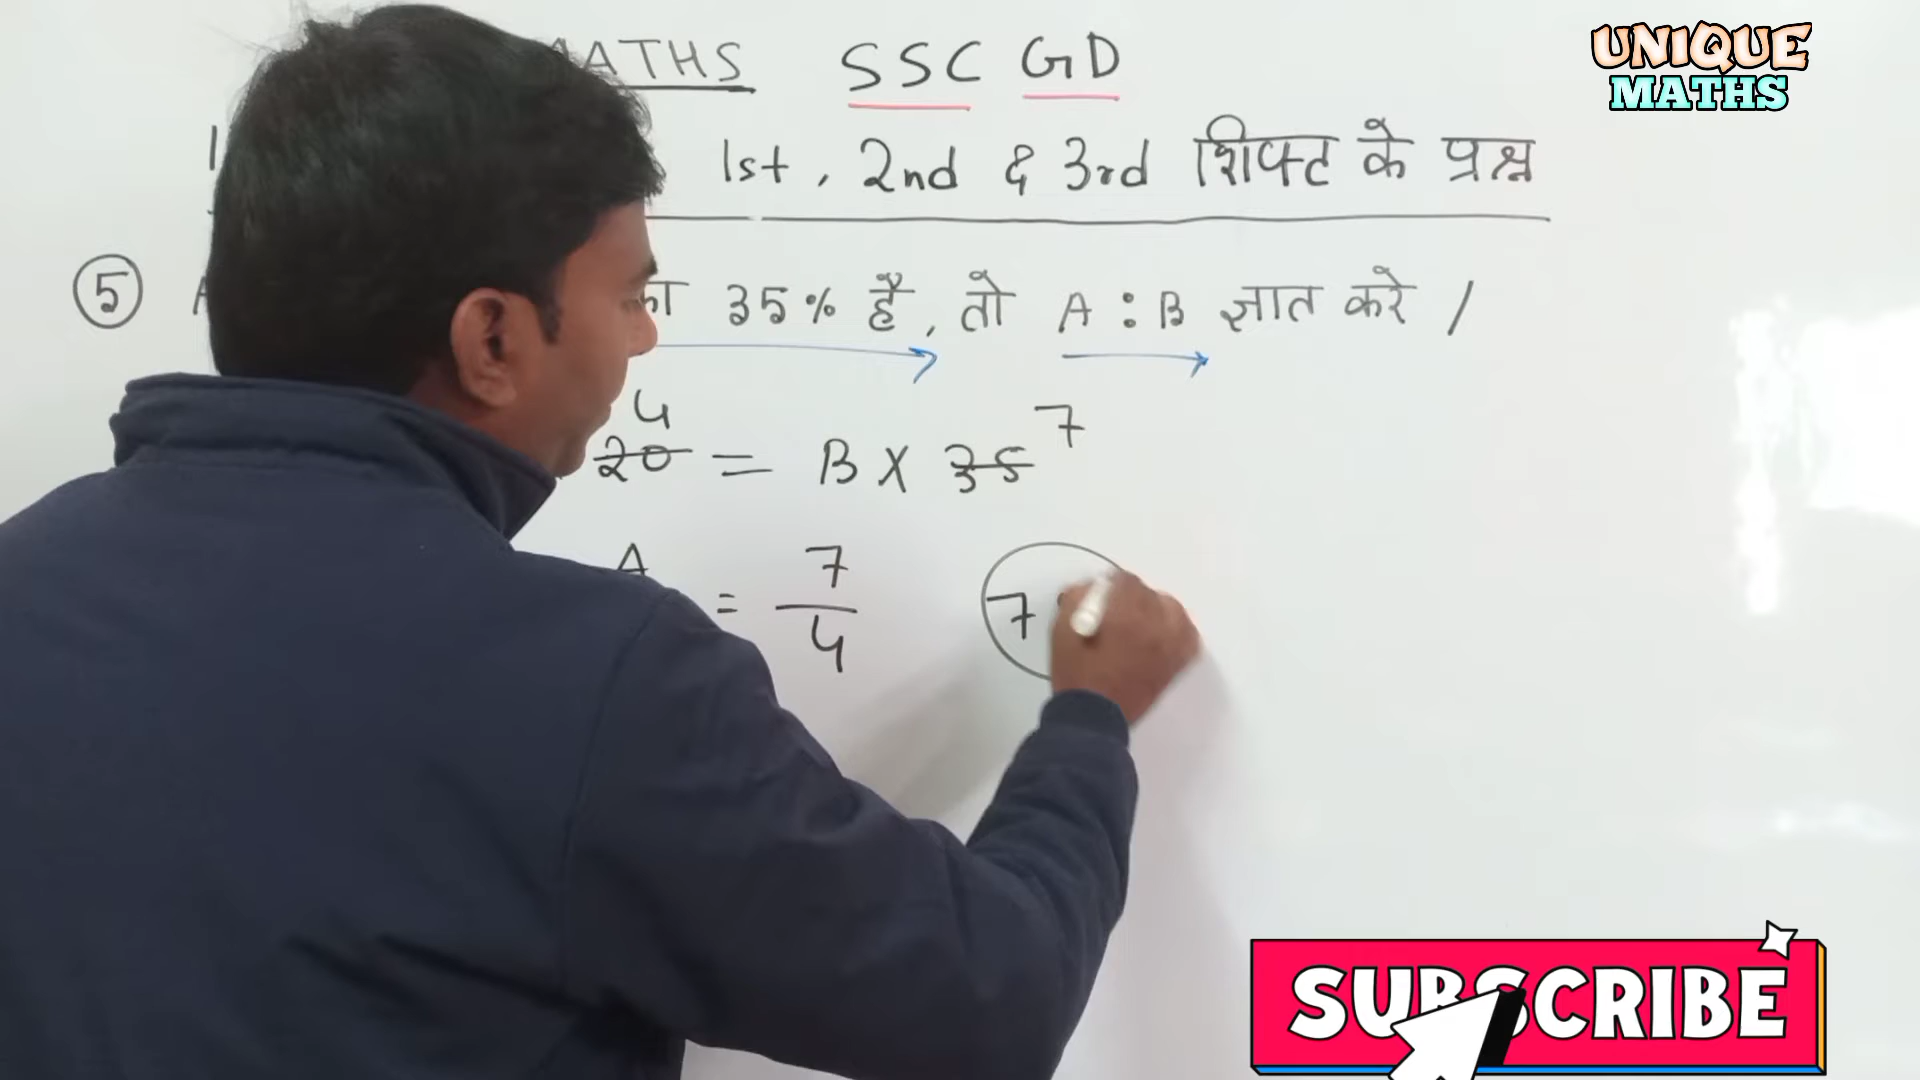 MATHS SSC GD
UNIQUE
MATHS
1st, 2nd & 3rd शिफ्ट के प्रश्न
5 A का 35% है, तो A : B ज्ञात करे /
4 7
20 = B X 35
A = 7
4
7
SUBSCRIBE